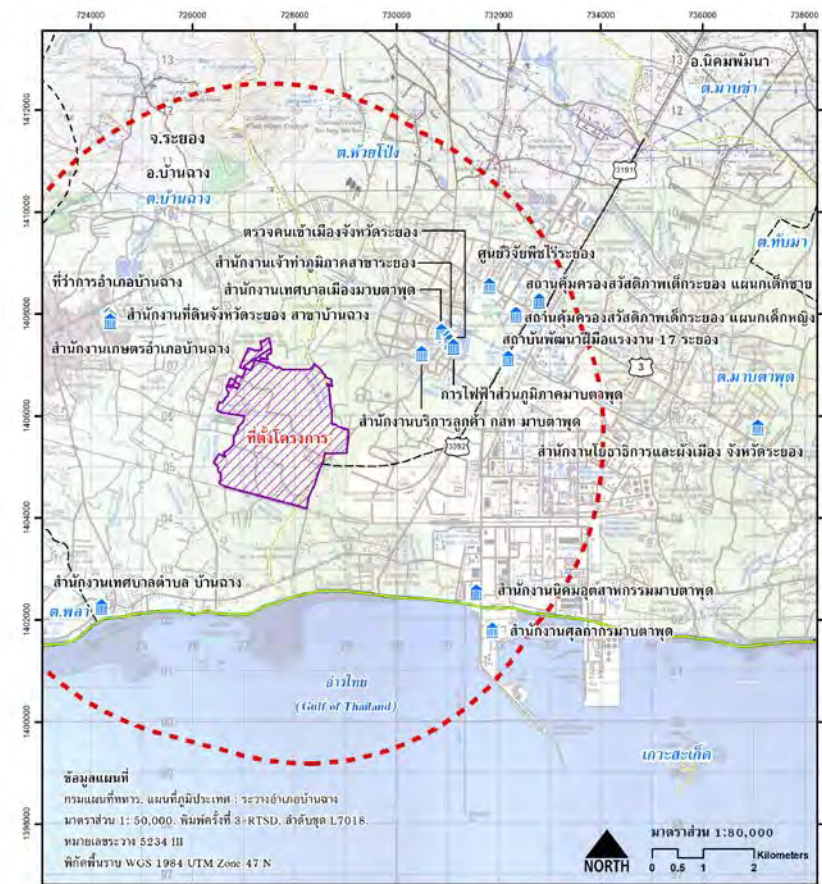 724000 726000 728000 730000 732000 734000 736000 738000
1412000
1410000
1408000
1406000
1404000
1402000
1400000
1398000
อ.นิคมพัฒนา
ต.มาบข่า
จ.ระยอง
อ.บ้านฉาง
ต.บ้านฉาง
ต.ห้วยโป่ง
3191
ต.ทับมา
ตรวจคนเข้าเมืองจังหวัดระยอง
ศูนย์วิจัยพืชไร่ระยอง
สำนักงานเจ้าท่าภูมิภาคสาขาระยอง
ที่ว่าการอำเภอบ้านฉาง
สถานคุ้มครองสวัสดิภาพเด็กระยอง แผนกเด็กชาย
สำนักงานเทศบาลเมืองมาบตาพุด
สำนักงานที่ดินจังหวัดระยอง สาขาบ้านฉาง
สถานคุ้มครองสวัสดิภาพเด็กระยอง แผนกเด็กหญิง
สำนักงานเกษตรอำเภอบ้านฉาง
สถาบันพัฒนาฝีมือแรงงาน 17 ระยอง
3
ต.มาบตาพุด
การไฟฟ้าส่วนภูมิภาคมาบตาพุด
สำนักงานบริการลูกค้า กสท มาบตาพุด
ที่ตั้งโครงการ
3392
สำนักงานโยธาธิการและผังเมือง จังหวัดระยอง
สำนักงานเทศบาลตำบล บ้านฉาง
สำนักงานนิคมอุตสาหกรรมมาบตาพุด
ต.พลา
สำนักงานศุลกากรมาบตาพุด
อ่าวไทย
(Gulf of Thailand)
เกาะสะเก็ด
ข้อมูลแผนที่
กรมแผนที่ทหาร. แผนที่ภูมิประเทศ : ระวางอำเภอบ้านฉาง
มาตราส่วน 1: 50,000. พิมพ์ครั้งที่ 3-RTSD. ลำดับชุด L7018.
หมายเลขระวาง 5234 III
พิกัดพื้นราบ WGS 1984 UTM Zone 47 N
NORTH
มาตราส่วน 1:80,000
Kilometers
0 0.5 1 2